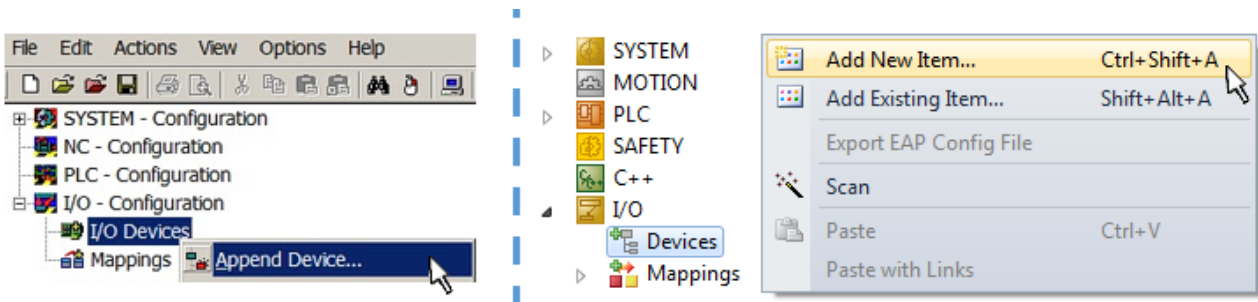 File Edit Actions View Options Help
SYSTEM - Configuration
NC - Configuration
PLC - Configuration
I/O - Configuration
I/O Devices
Mappings
Append Device...
SYSTEM
MOTION
PLC
SAFETY
C++
I/O
Devices
Mappings
Add New Item... Ctrl+Shift+A
Add Existing Item... Shift+Alt+A
Export EAP Config File
Scan
Paste Ctrl+V
Paste with Links